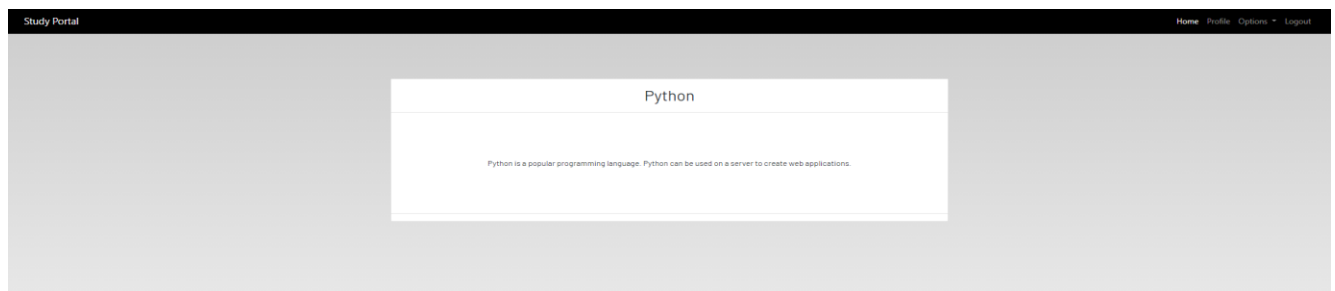 Study Portal
Home Profile Options Logout
Python
Python is a popular programming language. Python can be used on a server to create web applications.